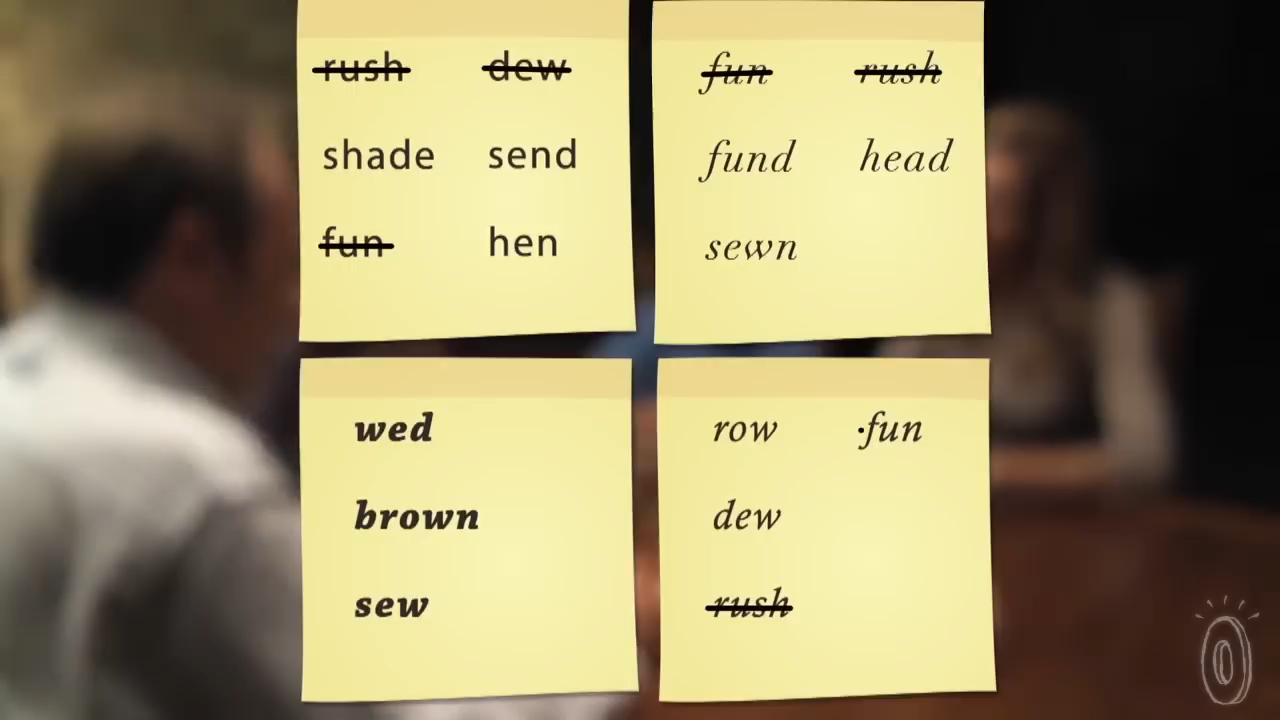 rush dew
shade send
fun hen
fun rush
fund head
sewn
wed
brown
sew
row fun
dew
rush